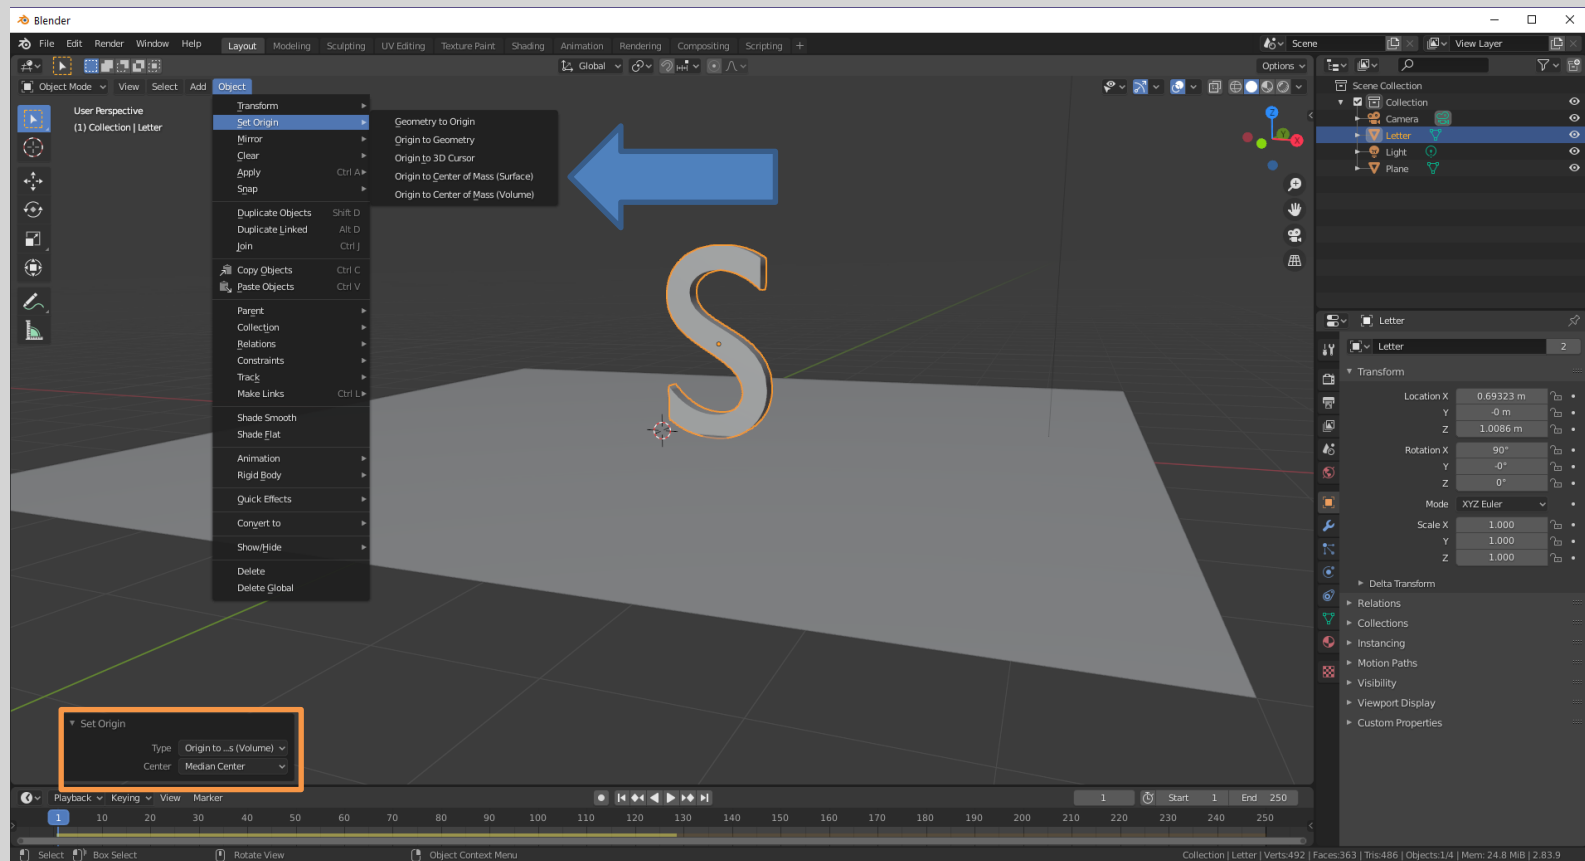 Blender
File Edit Render Window Help Layout Modeling Sculpting UV Editing Texture Paint Shading Animation Rendering Compositing Scripting + Scene View Layer
Global Options
Object Mode View Select Add Object
User Perspective
(1) Collection | Letter
Transform
Set Origin
Mirror
Clear
Apply Ctrl A
Snap
Duplicate Objects Shift D
Duplicate Linked Alt D
Join Ctrl J
Copy Objects Ctrl C
Paste Objects Ctrl V
Parent
Collection
Relations
Constraints
Track
Make Links Ctrl L
Shade Smooth
Shade Flat
Animation
Rigid Body
Quick Effects
Convert to
Show/Hide
Delete
Delete Global
Geometry to Origin
Origin to Geometry
Origin to 3D Cursor
Origin to Center of Mass (Surface)
Origin to Center of Mass (Volume)
Z
Y
X
S
Set Origin
Type Origin to ...s (Volume)
Center Median Center
Scene Collection
Collection
Camera
Letter
Light
Plane
Letter
Letter 2
Transform
Location X 0.69323 m
Y -0 m
Z 1.0086 m
Rotation X 90°
Y -0°
Z 0°
Mode XYZ Euler
Scale X 1.000
Y 1.000
Z 1.000
Delta Transform
Relations
Collections
Instancing
Motion Paths
Visibility
Viewport Display
Custom Properties
Playback Keying View Marker 1 Start 1 End 250
1 10 20 30 40 50 60 70 80 90 100 110 120 130 140 150 160 170 180 190 200 210 220 230 240 250
Select Box Select Rotate View Object Context Menu Collection | Letter | Verts:492 | Faces:363 | Tris:486 | Objects:1/4 | Mem: 24.8 MiB | 2.83.9